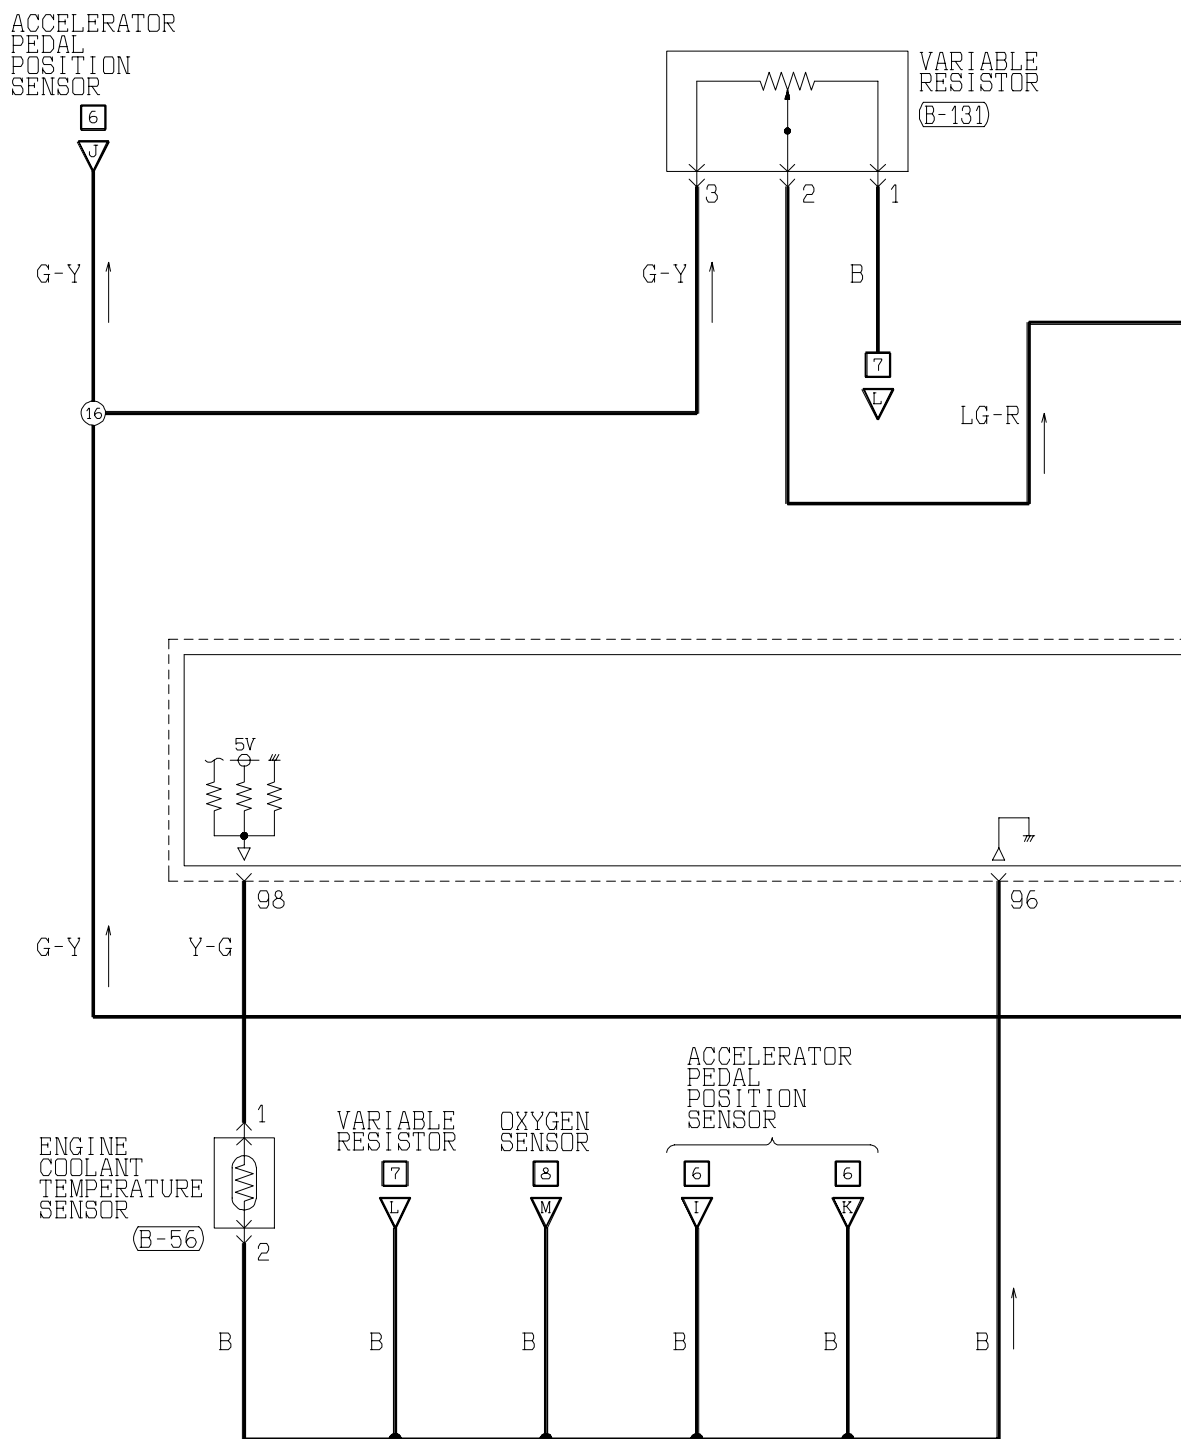 ACCELERATOR
PEDAL
POSITION
SENSOR
6
J
VARIABLE
RESISTOR
(B-131)
3
2
1
G-Y
G-Y
B
7
L
LG-R
16
5V
98
96
G-Y
Y-G
ACCELERATOR
PEDAL
POSITION
SENSOR
1
VARIABLE
RESISTOR
OXYGEN
SENSOR
ENGINE
COOLANT
TEMPERATURE
SENSOR
(B-56)
7
8
6
6
L
M
I
K
2
B
B
B
B
B
B